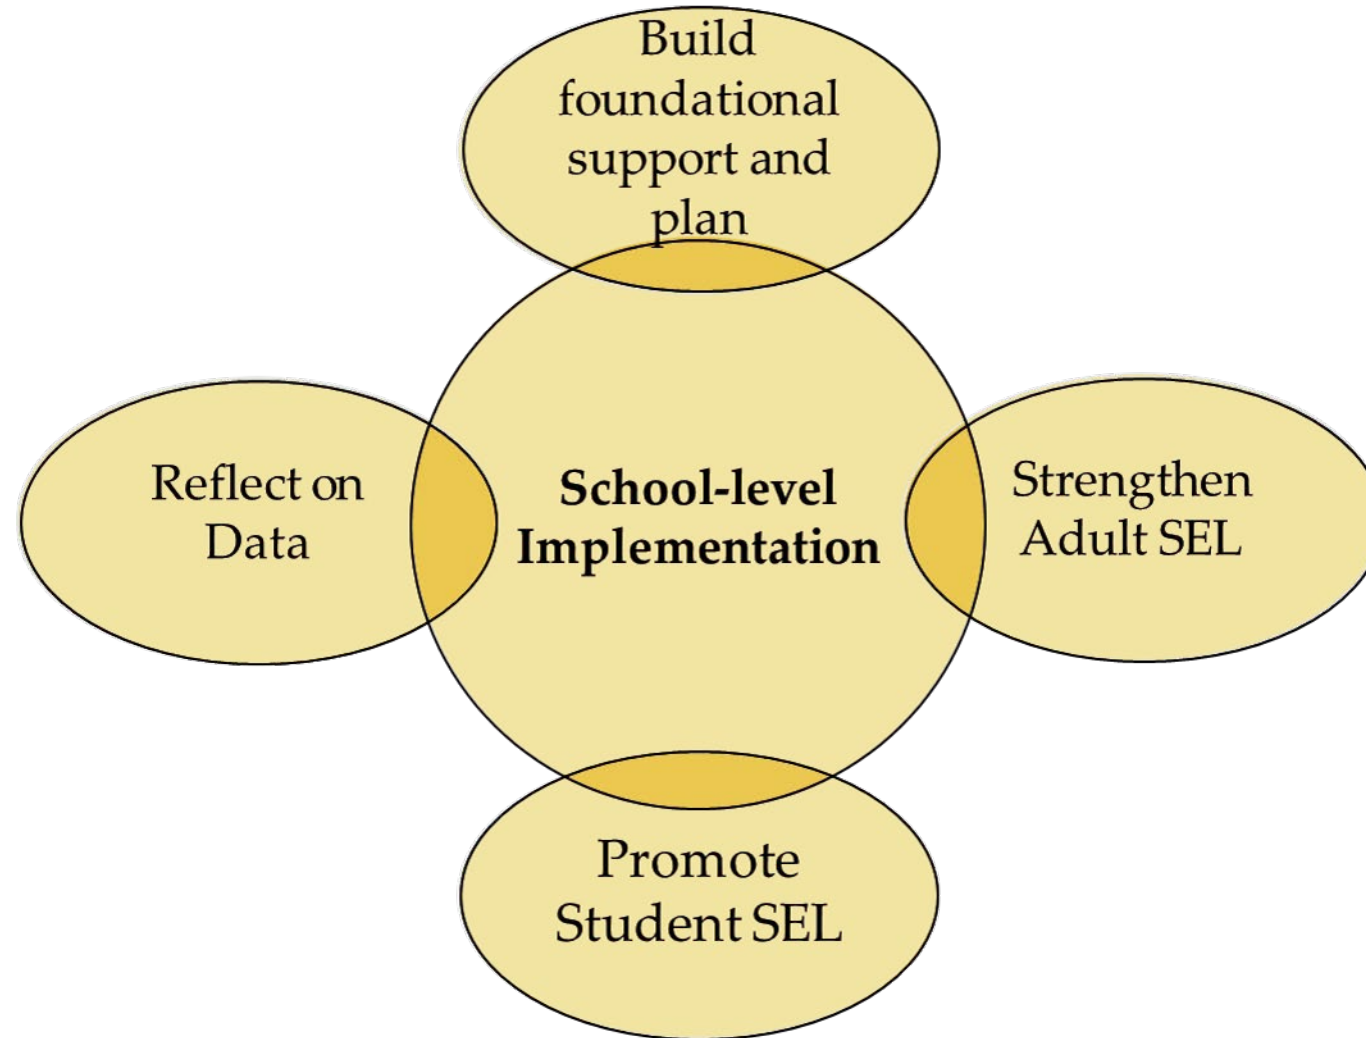 Build
foundational
support and
plan
Reflect on
Data
School-level
Implementation
Strengthen
Adult SEL
Promote
Student SEL